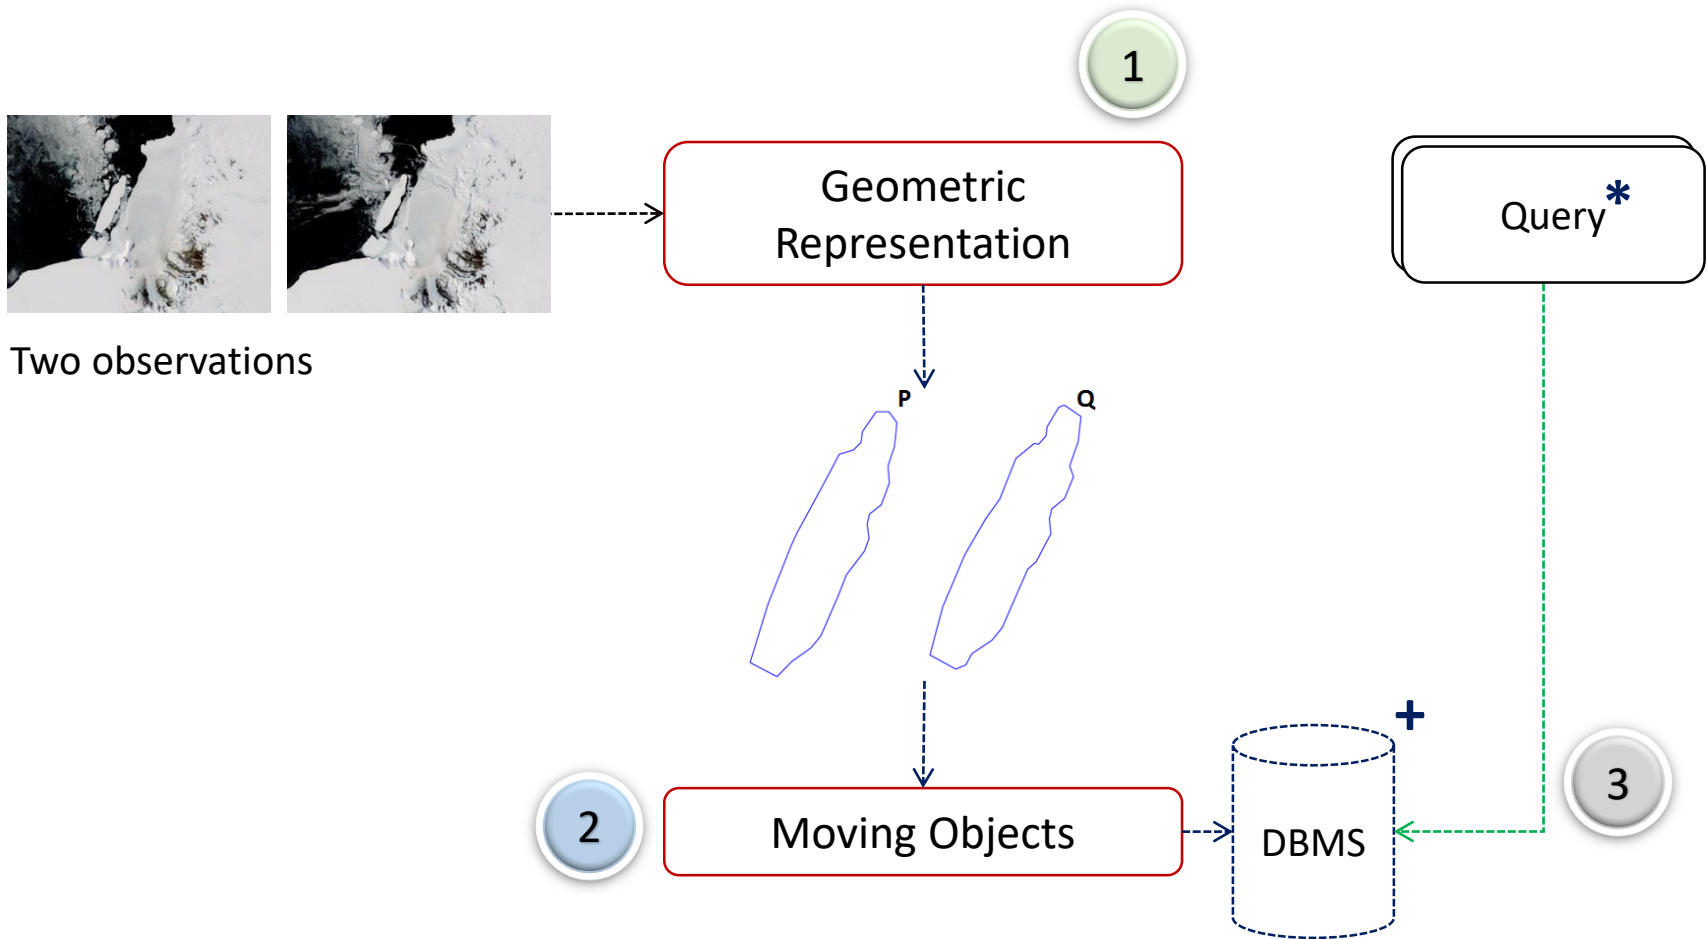 1
Geometric
Representation
Query*
Two observations
P
Q
+
2
Moving Objects
DBMS
3